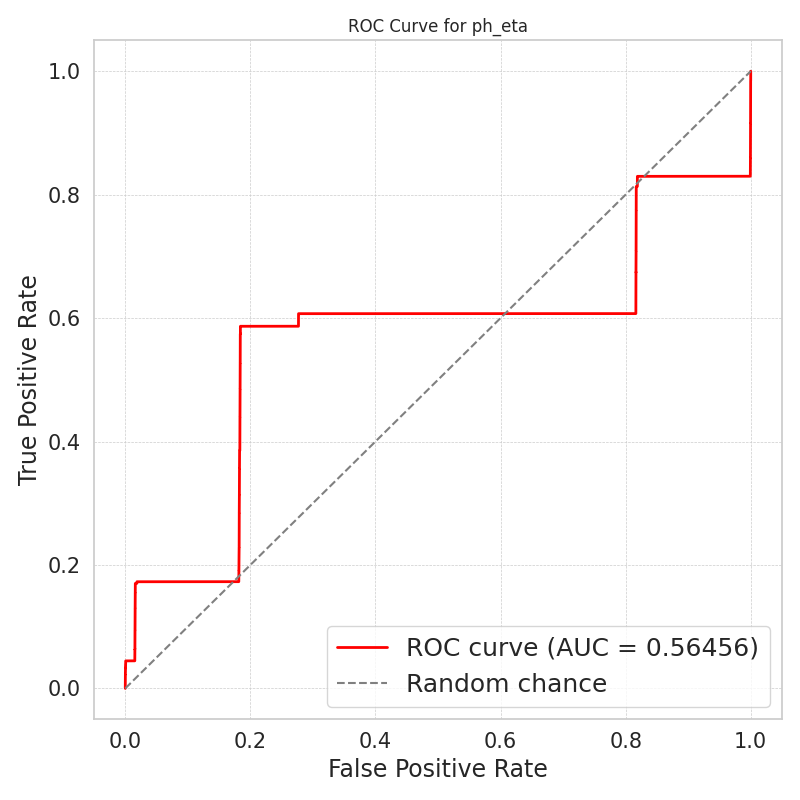 ROC Curve for ph_eta
1.0
0.8
0.6
0.4
0.2
0.0
True Positive Rate
ROC curve (AUC = 0.56456)
Random chance
0.0 0.2 0.4 0.6 0.8 1.0
False Positive Rate